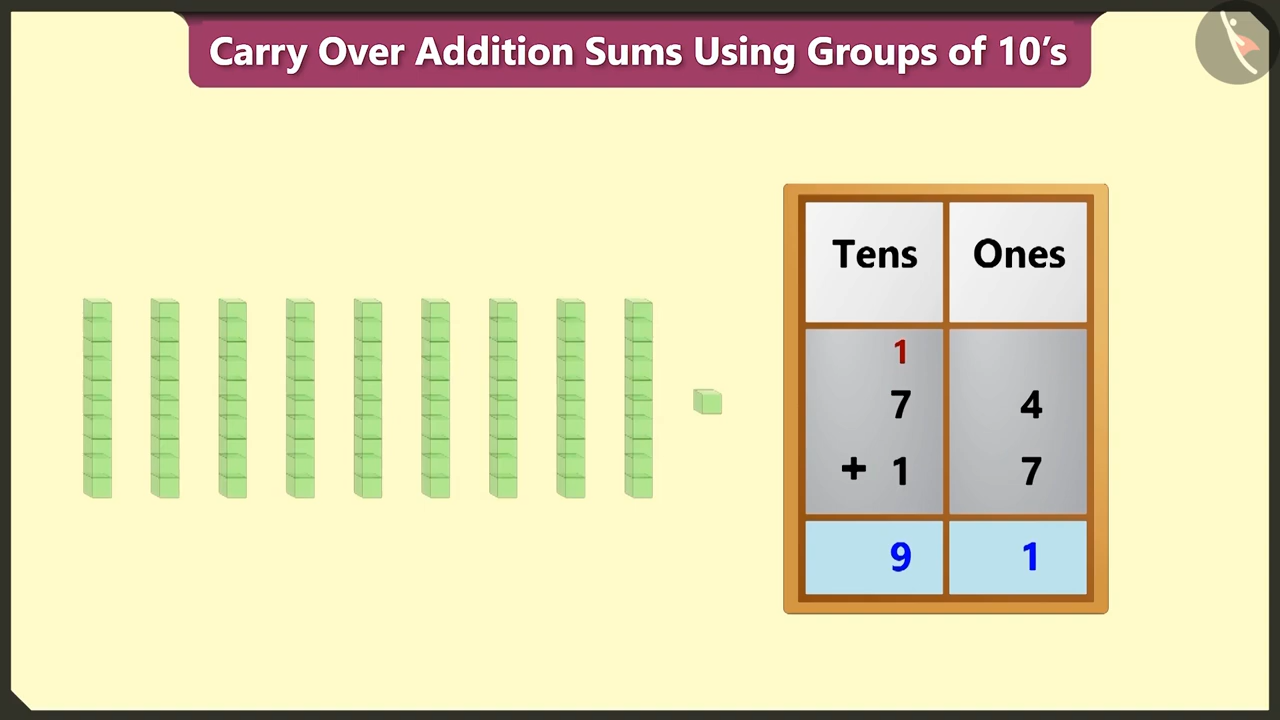 Carry Over Addition Sums Using Groups of 10’s
Tens Ones
1
7 4
+ 1 7
9 1